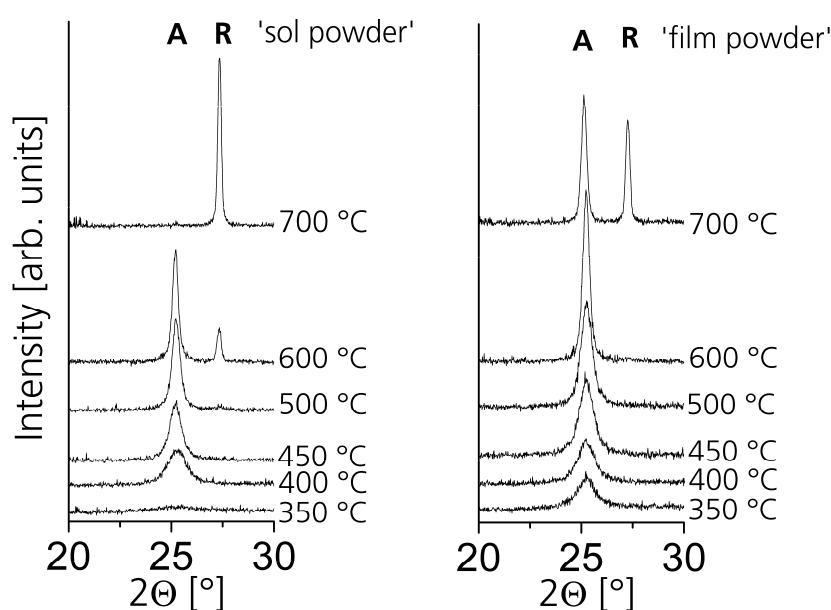 A R 'sol powder'
Intensity [arb. units]
700 °C
600 °C
500 °C
450 °C
400 °C
350 °C
20 25 30
2Θ [°]
A R 'film powder'
700 °C
600 °C
500 °C
450 °C
400 °C
350 °C
20 25 30
2Θ [°]